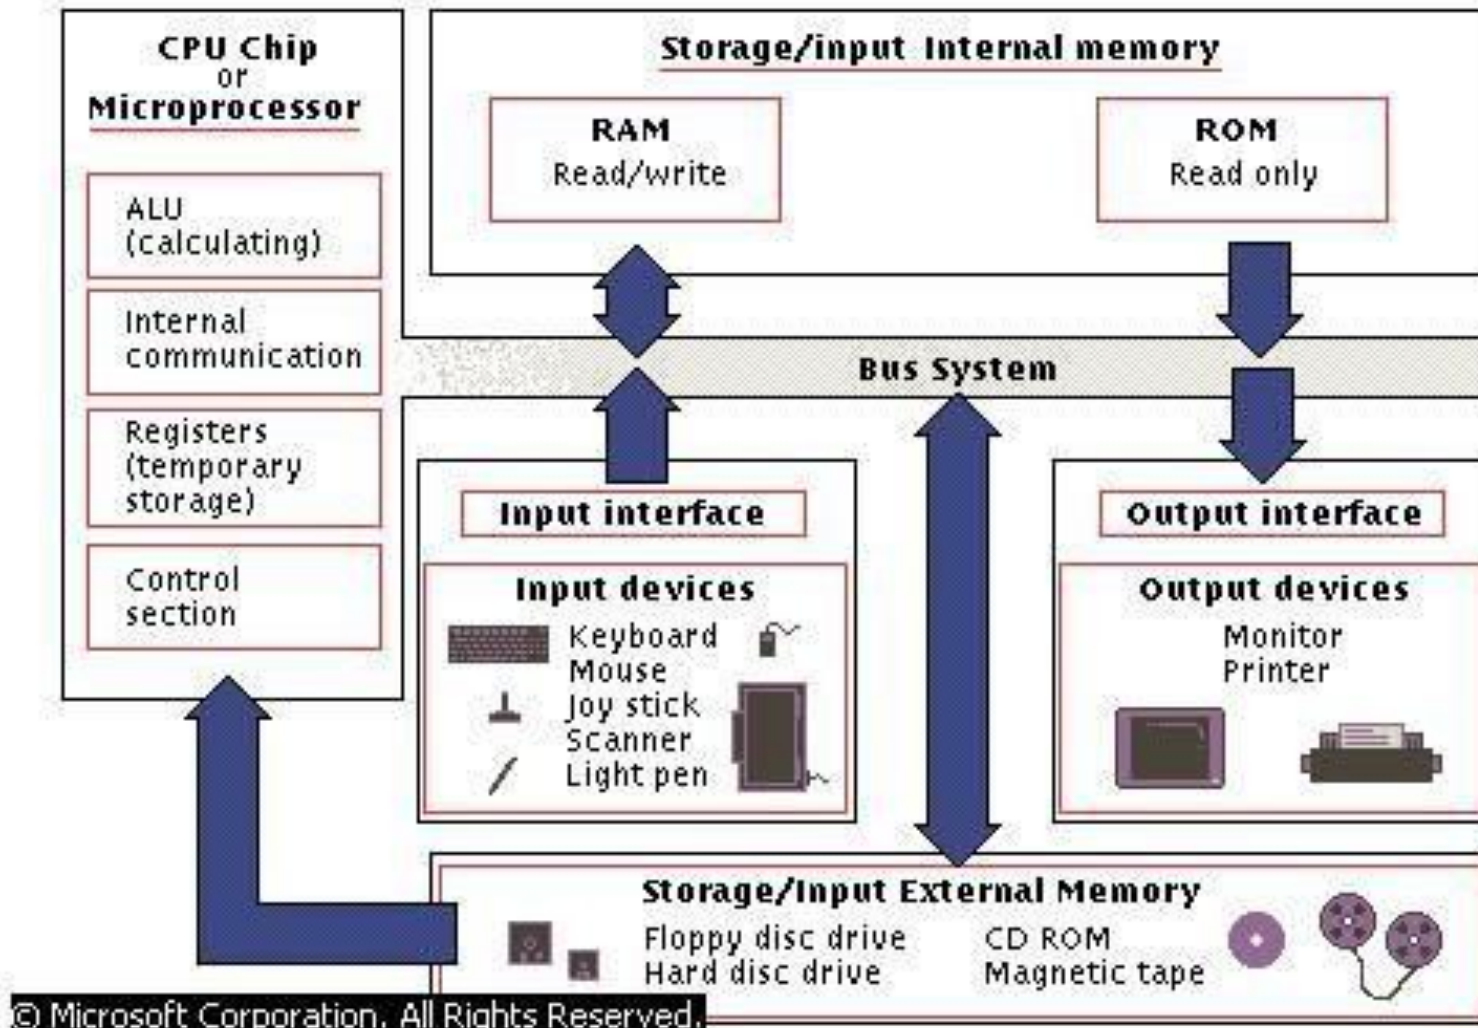 CPU Chip
or
Microprocessor
ALU
(calculating)
Internal
communication
Registers
(temporary
storage)
Control
section
Storage/input Internal memory
RAM
Read/write
ROM
Read only
Bus System
Input interface
Input devices
Keyboard
Mouse
Joy stick
Scanner
Light pen
Output interface
Output devices
Monitor
Printer
Storage/Input External Memory
Floppy disc drive
Hard disc drive
CD ROM
Magnetic tape
© Microsoft Corporation. All Rights Reserved.